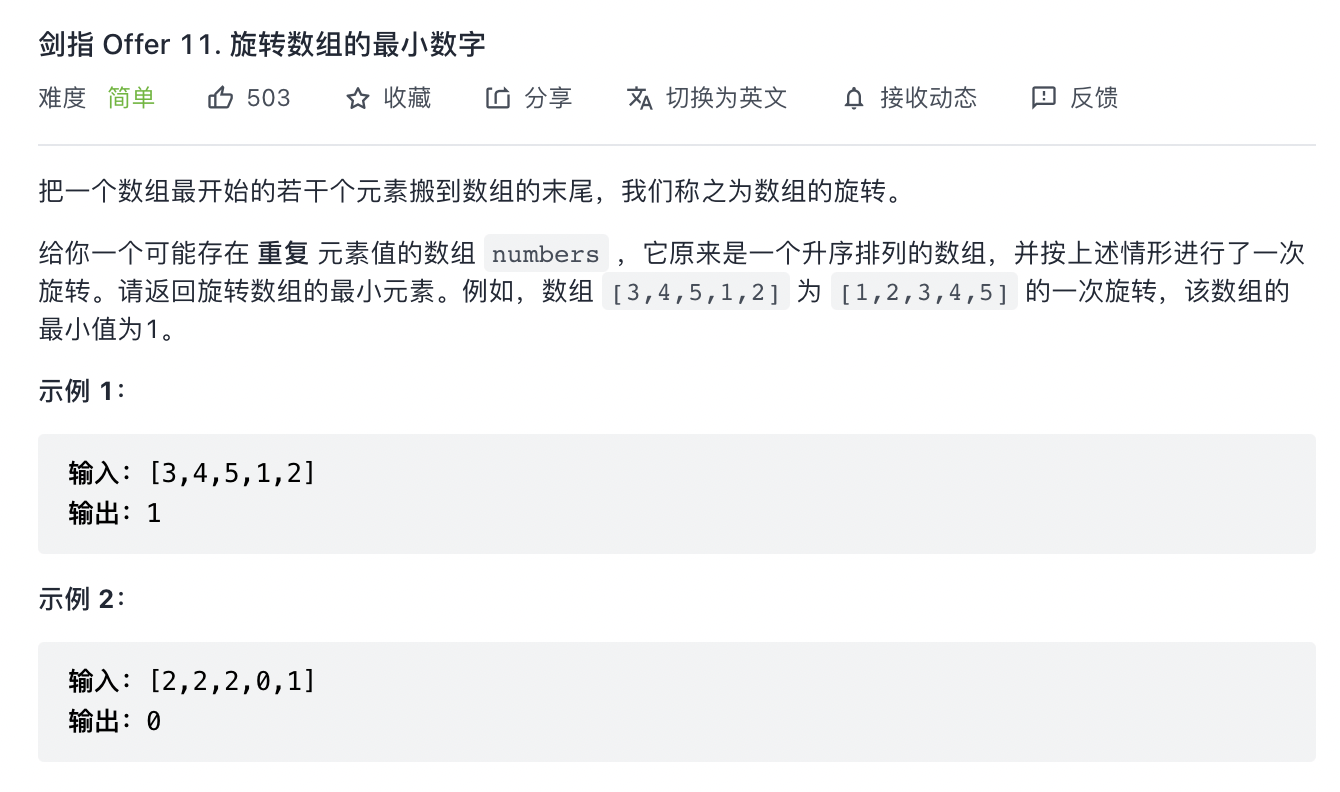 剑指 Offer 11. 旋转数组的最小数字
难度 简单 503 收藏 分享 切换为英文 接收动态 反馈
把一个数组最开始的若干个元素搬到数组的末尾，我们称之为数组的旋转。
给你一个可能存在 重复 元素值的数组 numbers ，它原来是一个升序排列的数组，并按上述情形进行了一次
旋转。请返回旋转数组的最小元素。例如，数组 [3,4,5,1,2] 为 [1,2,3,4,5] 的一次旋转，该数组的
最小值为1。
示例 1：
输入：[3,4,5,1,2]
输出：1
示例 2：
输入：[2,2,2,0,1]
输出：0